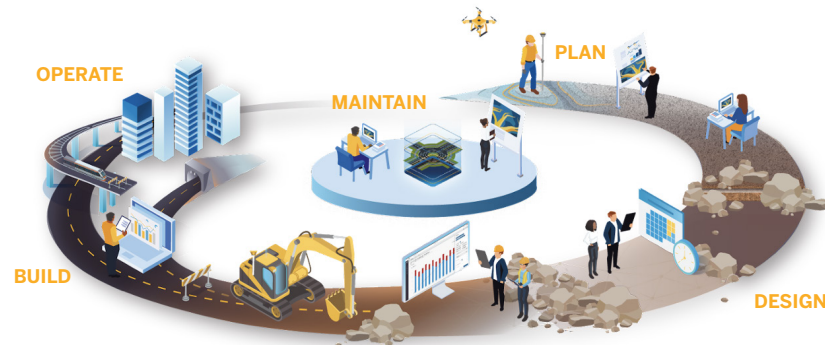 PLAN
OPERATE
MAINTAIN
BUILD
DESIGN